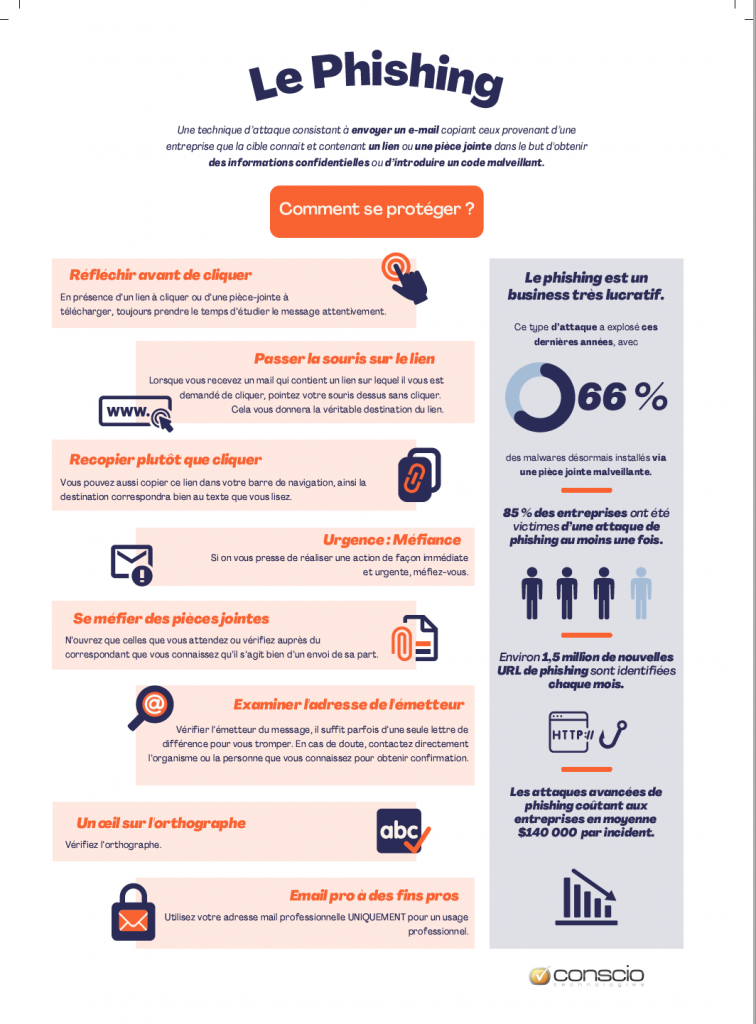 Le Phishing
Une technique d'attaque consistant à envoyer un e-mail copiant ceux provenant d'une
entreprise que la cible connait et contenant un lien ou une pièce jointe dans le but d'obtenir
des informations confidentielles ou d'introduire un code malveillant.
Comment se protéger ?
Réfléchir avant de cliquer
En présence d'un lien à cliquer ou d'une pièce-jointe à
télécharger, toujours prendre le temps d'étudier le message attentivement.
Passer la souris sur le lien
Lorsque vous recevez un mail qui contient un lien sur lequel il vous est
demandé de cliquer, pointez votre souris dessus sans cliquer.
Cela vous donnera la véritable destination du lien.
www.
Recopier plutôt que cliquer
Vous pouvez aussi copier ce lien dans votre barre de navigation, ainsi la
destination correspondra bien au texte que vous lisez.
Urgence : Méfiance
Si on vous presse de réaliser une action de façon immédiate
et urgente, méfiez-vous.
Se méfier des pièces jointes
N'ouvrez que celles que vous attendez ou vérifiez auprès du
correspondant que vous connaissez qu'il s'agit bien d'un envoi de sa part.
@
Examiner l'adresse de l'émetteur
Vérifier l'émetteur du message, il suffit parfois d'une seule lettre de
différence pour vous tromper. En cas de doute, contactez directement
l'organisme ou la personne que vous connaissez pour obtenir confirmation.
Un œil sur l'orthographe
Vérifiez l'orthographe.
abc
Email pro à des fins pros
Utilisez votre adresse mail professionnelle UNIQUEMENT pour un usage
professionnel.
Le phishing est un
business très lucratif.
Ce type d'attaque a explosé ces
dernières années, avec
66 %
des malwares désormais installés via
une pièce jointe malveillante.
85 % des entreprises ont été
victimes d'une attaque de
phishing au moins une fois.
Environ 1,5 million de nouvelles
URL de phishing sont identifiées
chaque mois.
HTTP://
Les attaques avancées de
phishing coûtant aux
entreprises en moyenne
$140 000 par incident.
conscio
technologies